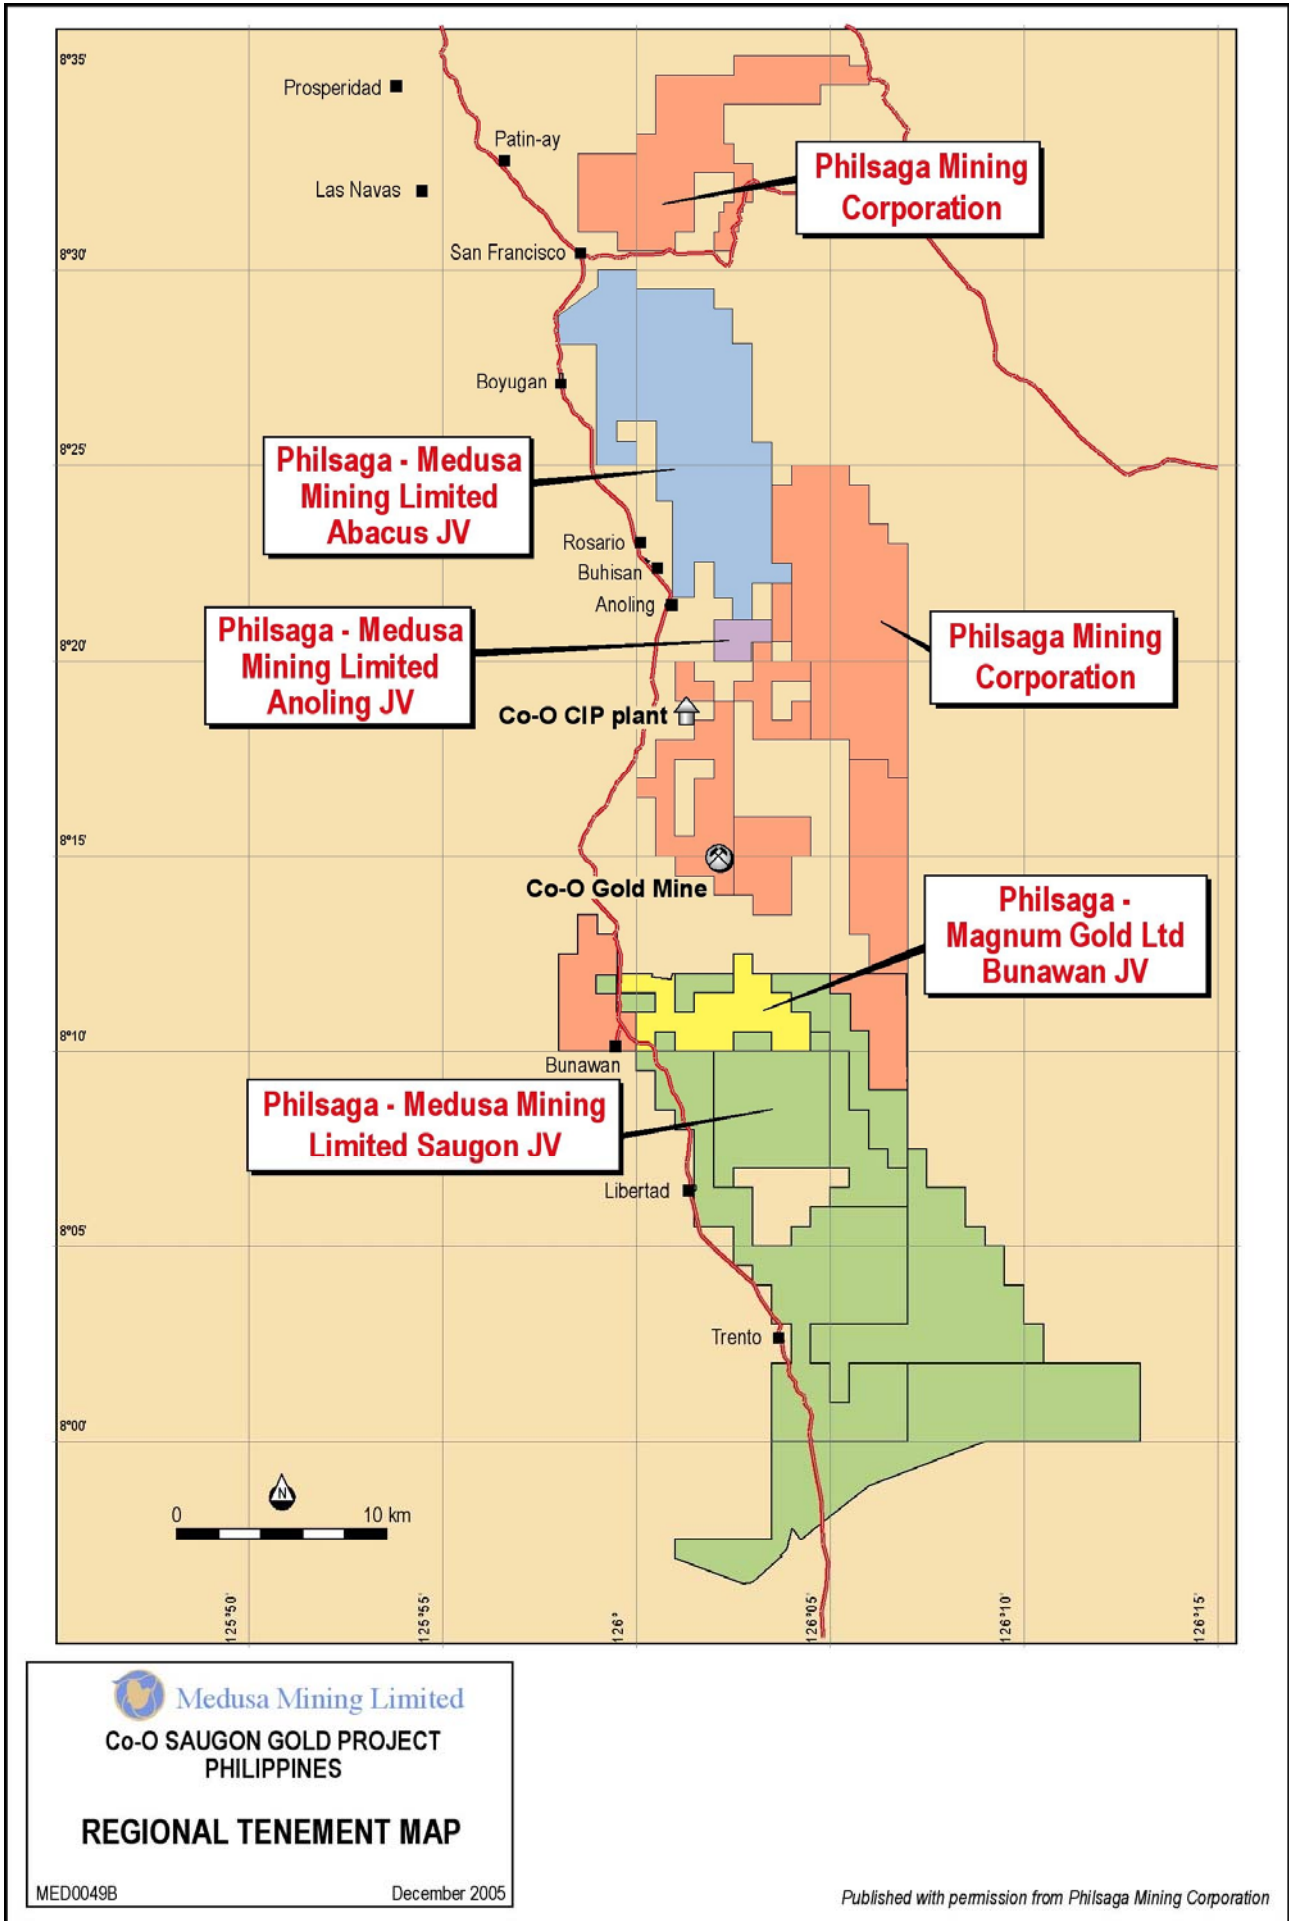 8°35'
Prosperidad
Patin-ay
Las Navas
Philsaga Mining
Corporation
San Francisco
8°30'
Boyugan
8°25'
Philsaga - Medusa
Mining Limited
Abacus JV
Rosario
Buhisan
Anoling
Philsaga - Medusa
Mining Limited
Anoling JV
8°20'
Philsaga Mining
Corporation
Co-O CIP plant
8°15'
Co-O Gold Mine
Philsaga -
Magnum Gold Ltd
Bunawan JV
8°10'
Bunawan
Philsaga - Medusa Mining
Limited Saugon JV
Libertad
8°05'
Trento
8°00'
N
0 10 km
125°50'
125°55'
126°
126°05'
126°10'
126°15'
Medusa Mining Limited
Co-O SAUGON GOLD PROJECT
PHILIPPINES
REGIONAL TENEMENT MAP
MED0049B December 2005
Published with permission from Philsaga Mining Corporation